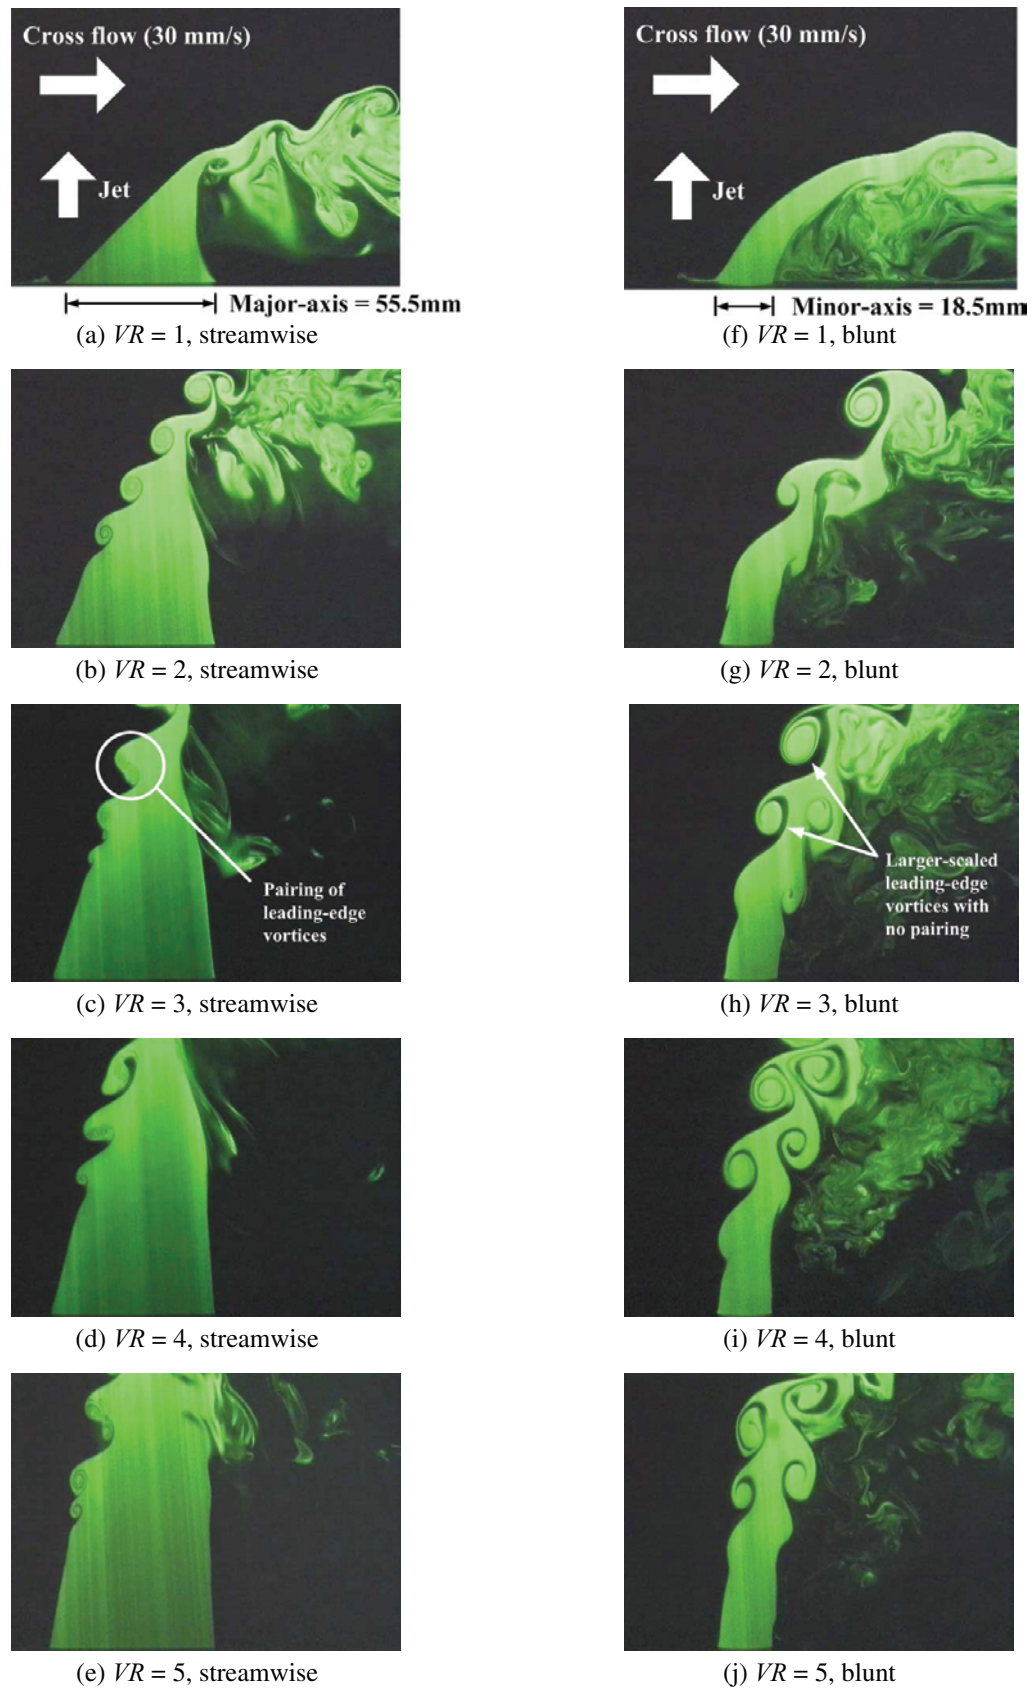 Cross flow (30 mm/s)
Jet
Major-axis = 55.5mm
(a) VR = 1, streamwise
Cross flow (30 mm/s)
Jet
Minor-axis = 18.5mm
(f) VR = 1, blunt
(b) VR = 2, streamwise
(g) VR = 2, blunt
Pairing of
leading-edge
vortices
(c) VR = 3, streamwise
Larger-scaled
leading-edge
vortices with
no pairing
(h) VR = 3, blunt
(d) VR = 4, streamwise
(i) VR = 4, blunt
(e) VR = 5, streamwise
(j) VR = 5, blunt